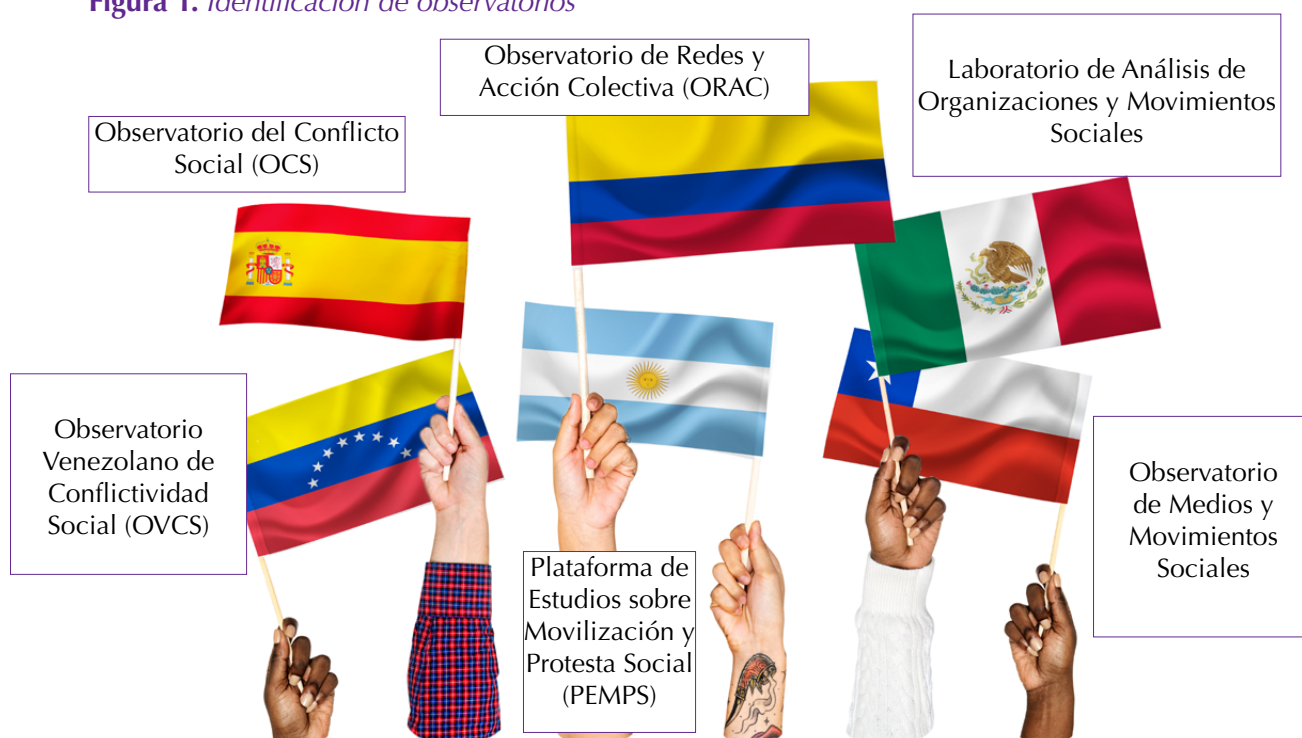 Figura 1. Identificación de observatorios
Observatorio de Redes y
Acción Colectiva (ORAC)
Laboratorio de Análisis de
Organizaciones y Movimientos
Sociales
Observatorio del Conflicto
Social (OCS)
Observatorio
Venezolano de
Conflictividad
Social (OVCS)
Observatorio
de Medios y
Movimientos
Sociales
Plataforma de
Estudios sobre
Movilización y
Protesta Social
(PEMPS)